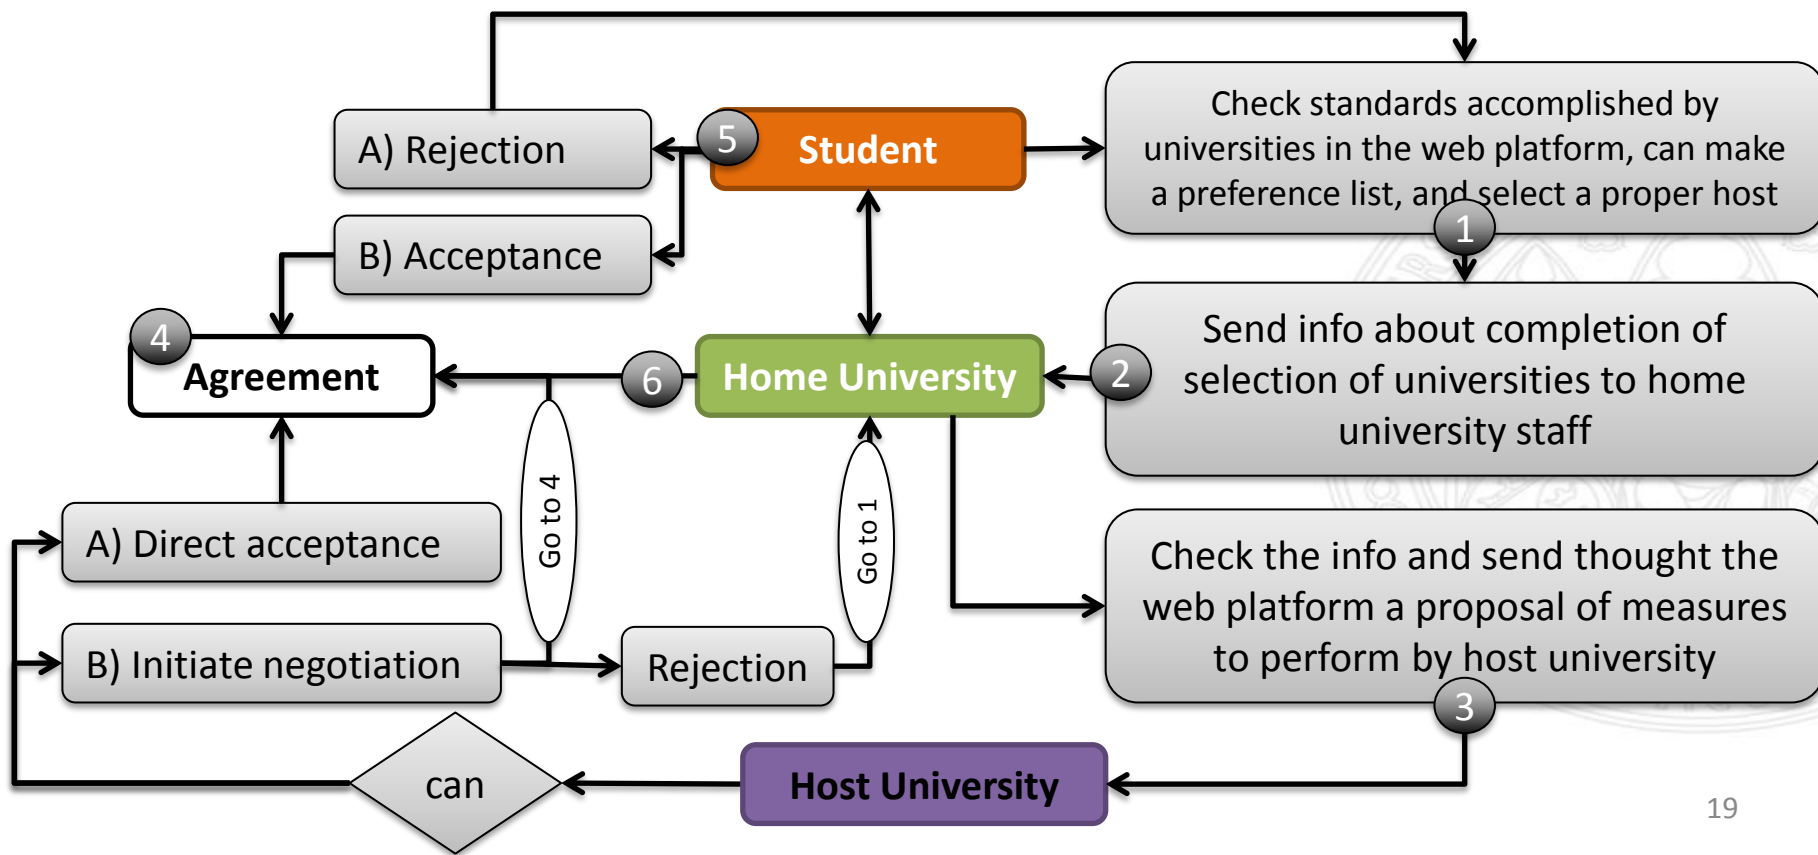 A) Rejection
5
Student
Check standards accomplished by
universities in the web platform, can make
a preference list, and select a proper host
1
B) Acceptance
4
Agreement
6
Home University
2
Send info about completion of
selection of universities to home
university staff
Go to 4
Go to 1
A) Direct acceptance
Check the info and send thought the
web platform a proposal of measures
to perform by host university
3
B) Initiate negotiation
Rejection
can
Host University
19